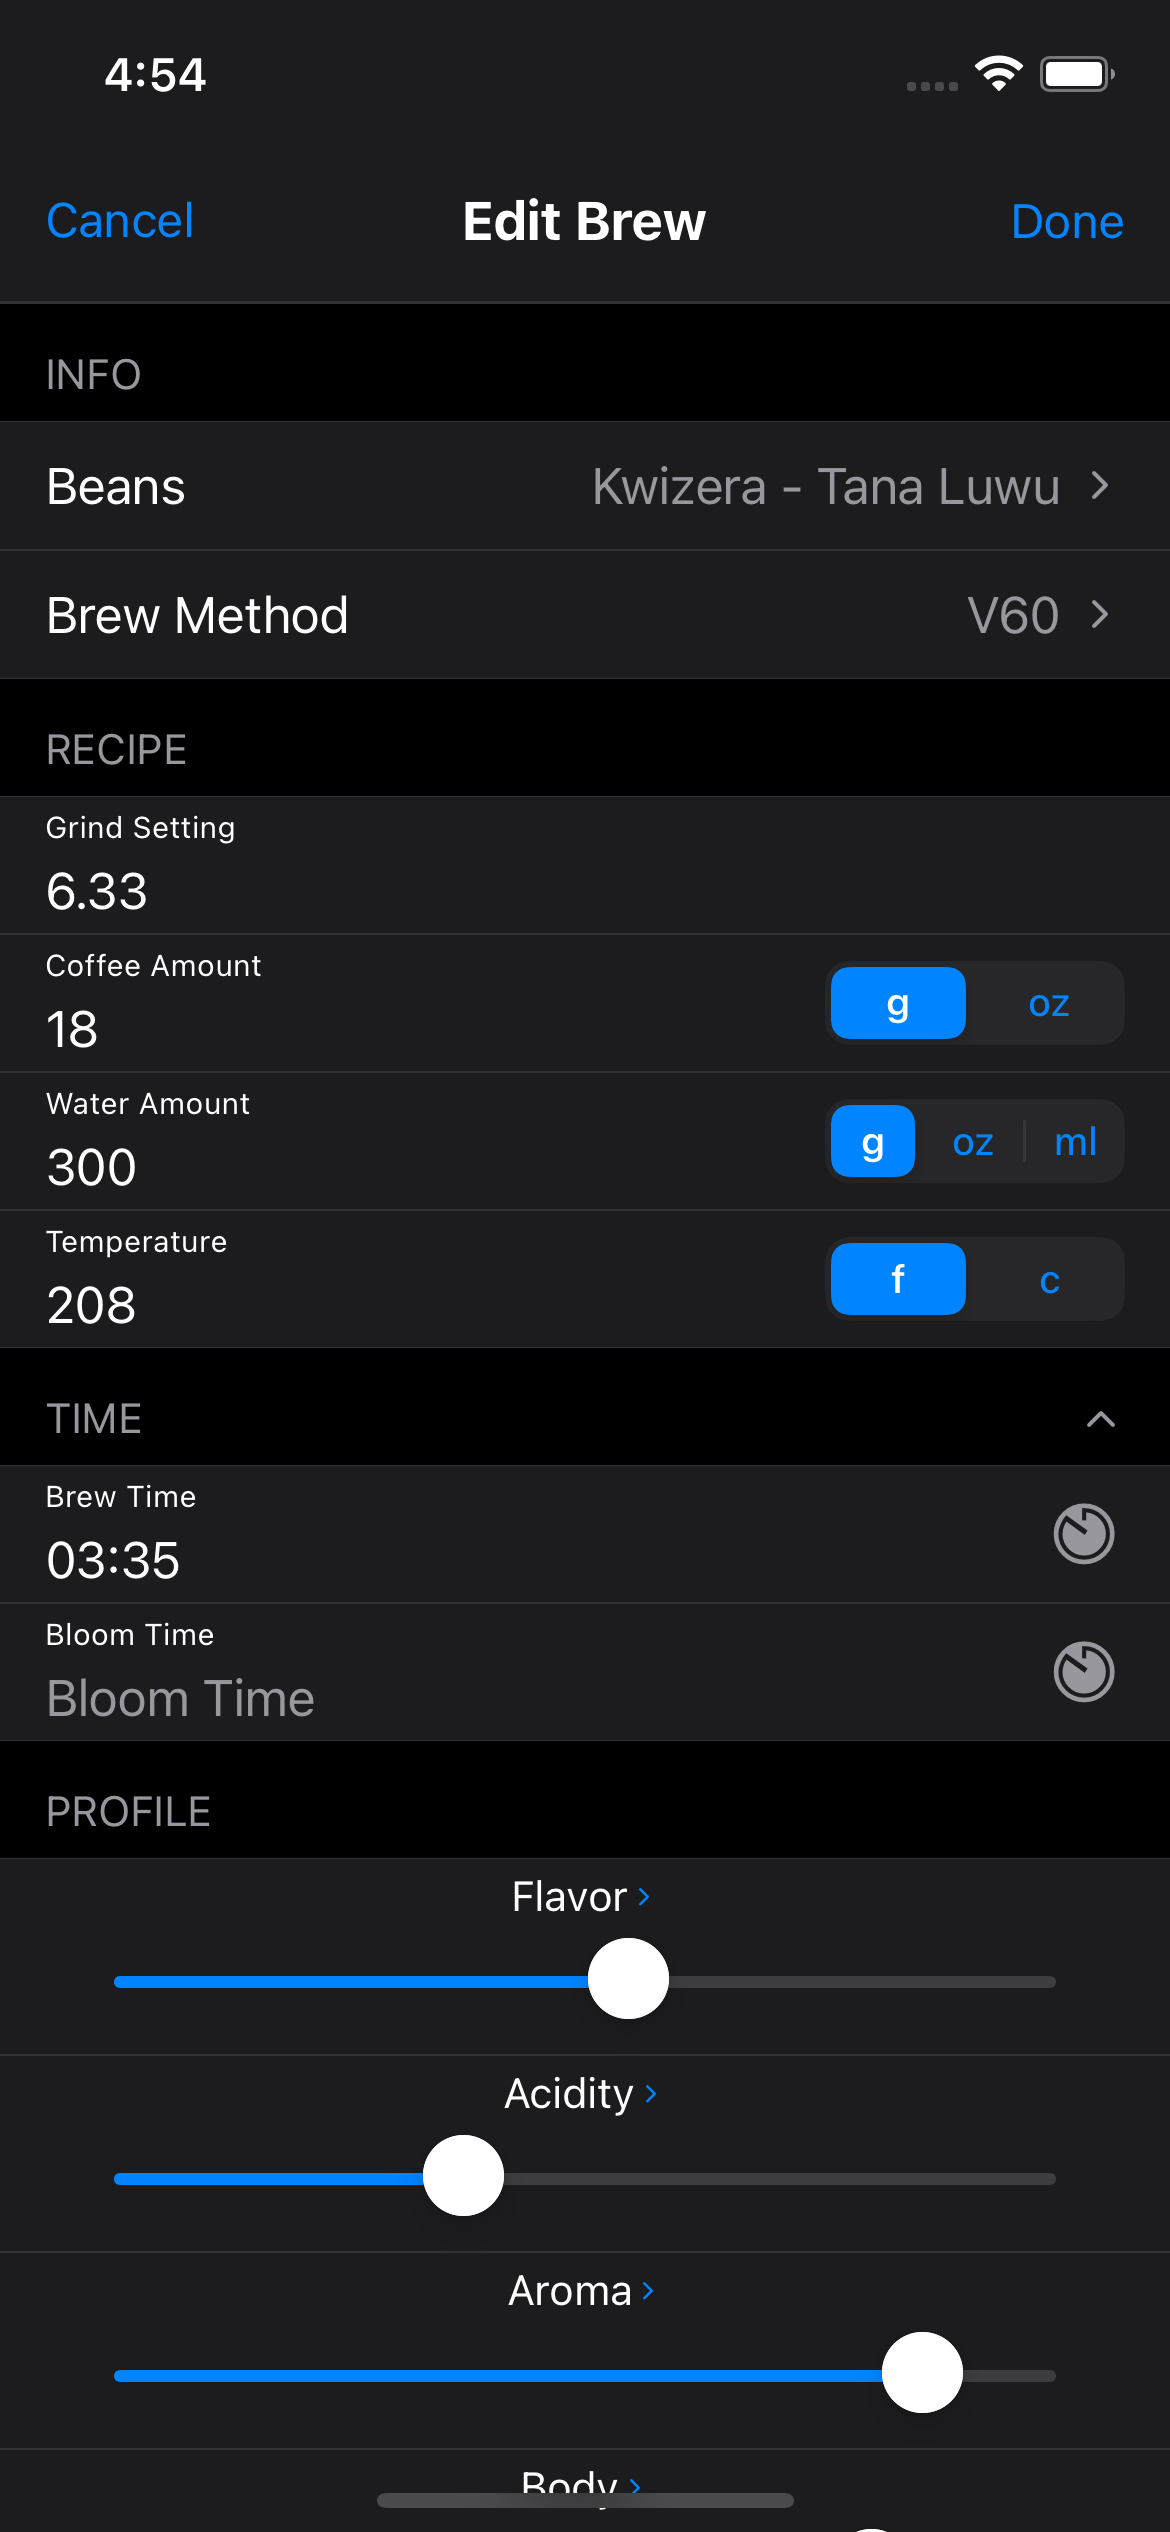 4:54
Cancel
Edit Brew
Done
INFO
Beans
Kwizera - Tana Luwu
Brew Method
V60
RECIPE
Grind Setting
6.33
Coffee Amount
18
g
oz
Water Amount
300
g
oz
ml
Temperature
208
f
c
TIME
Brew Time
03:35
Bloom Time
Bloom Time
PROFILE
Flavor
Acidity
Aroma
Body